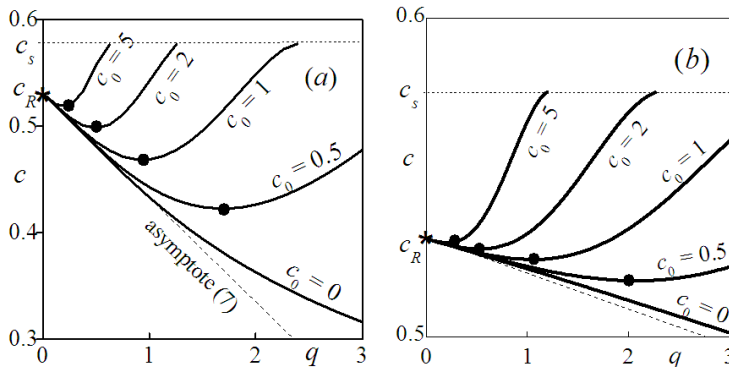 0.6
c_s
c_R
0.5
c
0.4
0.3
0
1
2
q
3
(a)
c_0 = 5
c_0 = 2
c_0 = 1
c_0 = 0.5
c_0 = 0
asymptote (7)
0.6
c_s
c
c_R
0.5
0
1
2
q
3
(b)
c_0 = 5
c_0 = 2
c_0 = 1
c_0 = 0.5
c_0 = 0